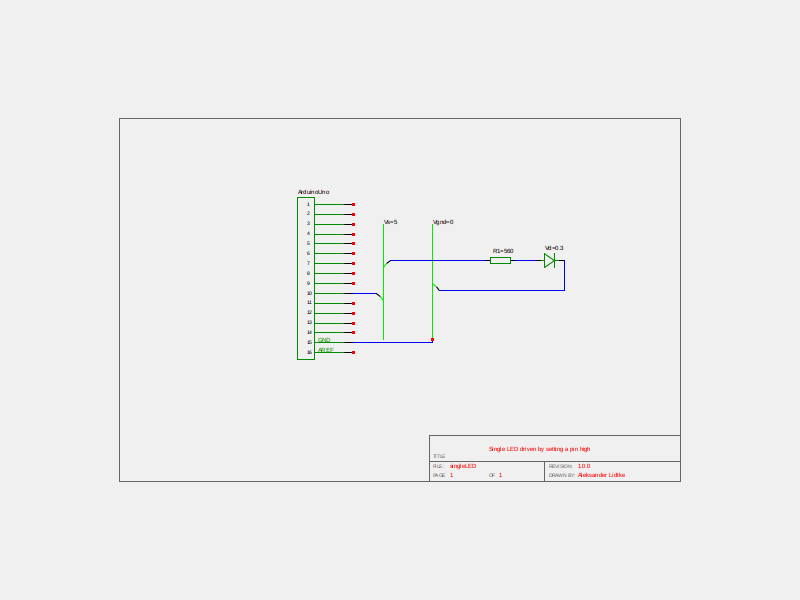 ArduinoUno
1
2
3
4
5
6
7
8
9
10
11
12
13
14
15 GND
16 AREF
Vs=5
Vgnd=0
R1=560
Vd=0.3
Single LED driven by setting a pin high
TITLE
FILE: singleLED
REVISION: 1.0.0
PAGE 1 OF 1
DRAWN BY: Aleksander Lidtke